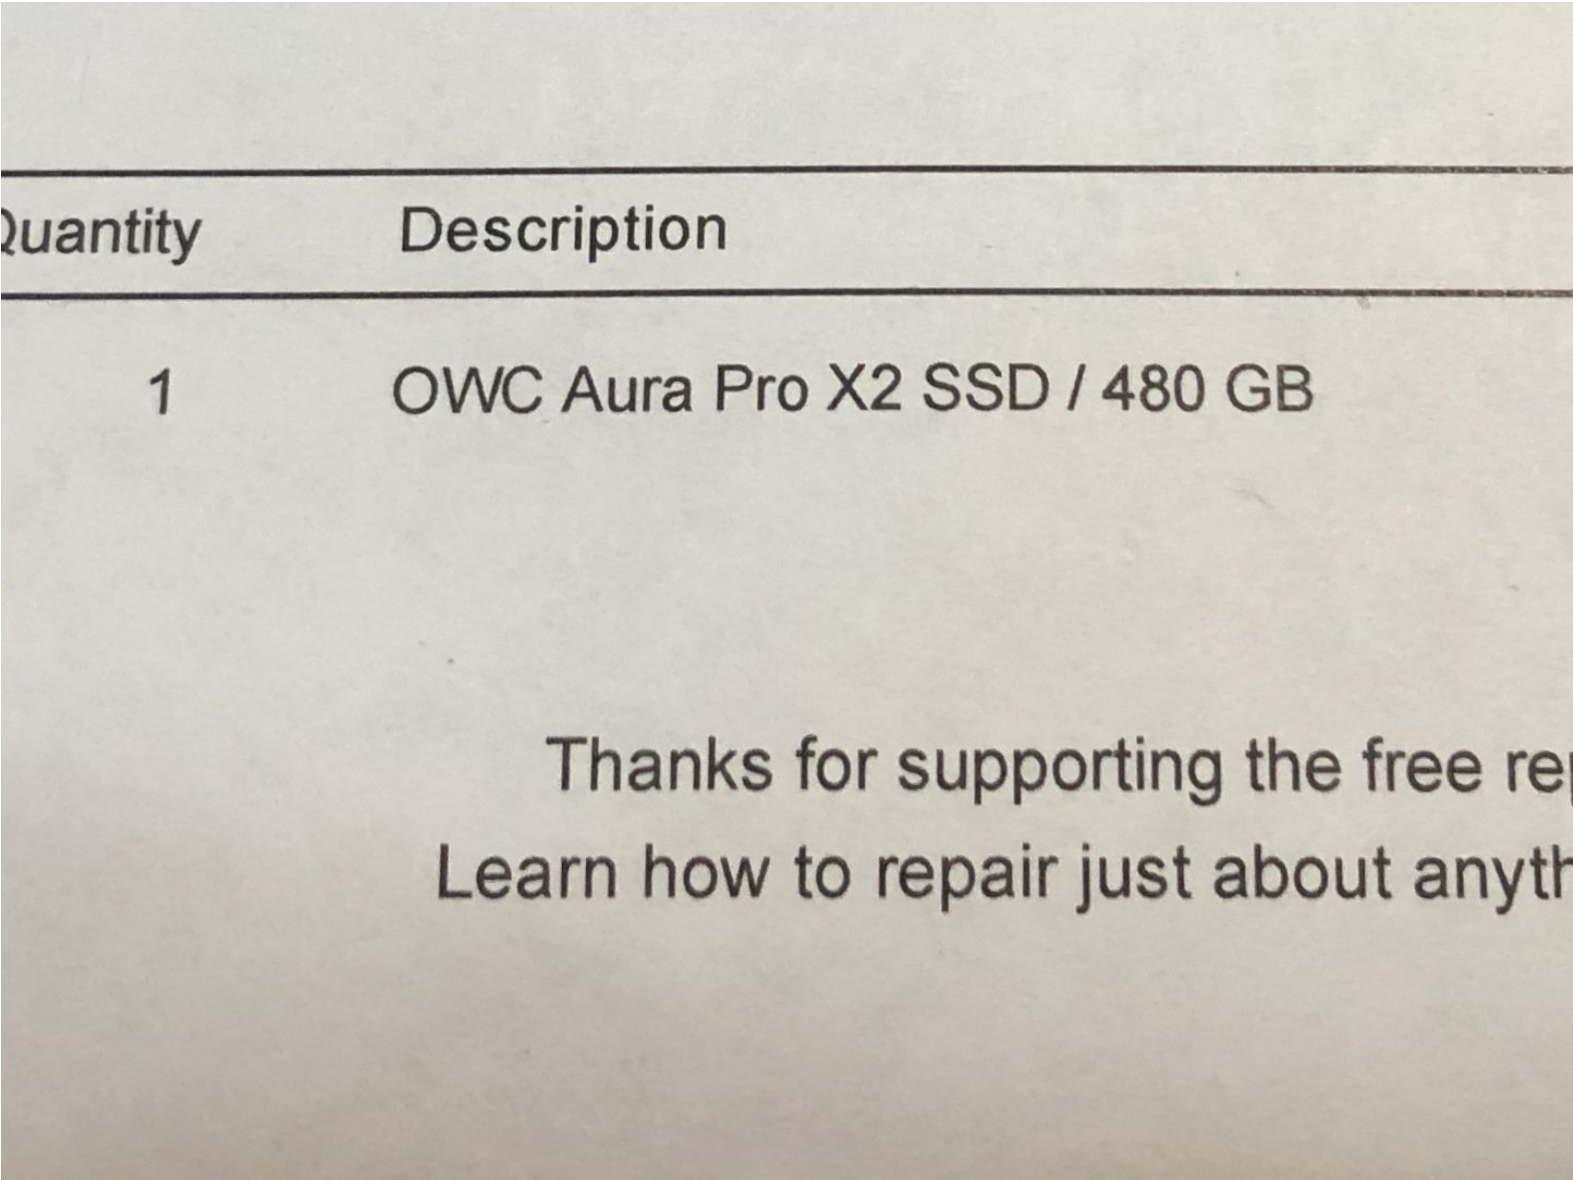 Quantity Description
1 OWC Aura Pro X2 SSD / 480 GB
Thanks for supporting the free
Learn how to repair just about